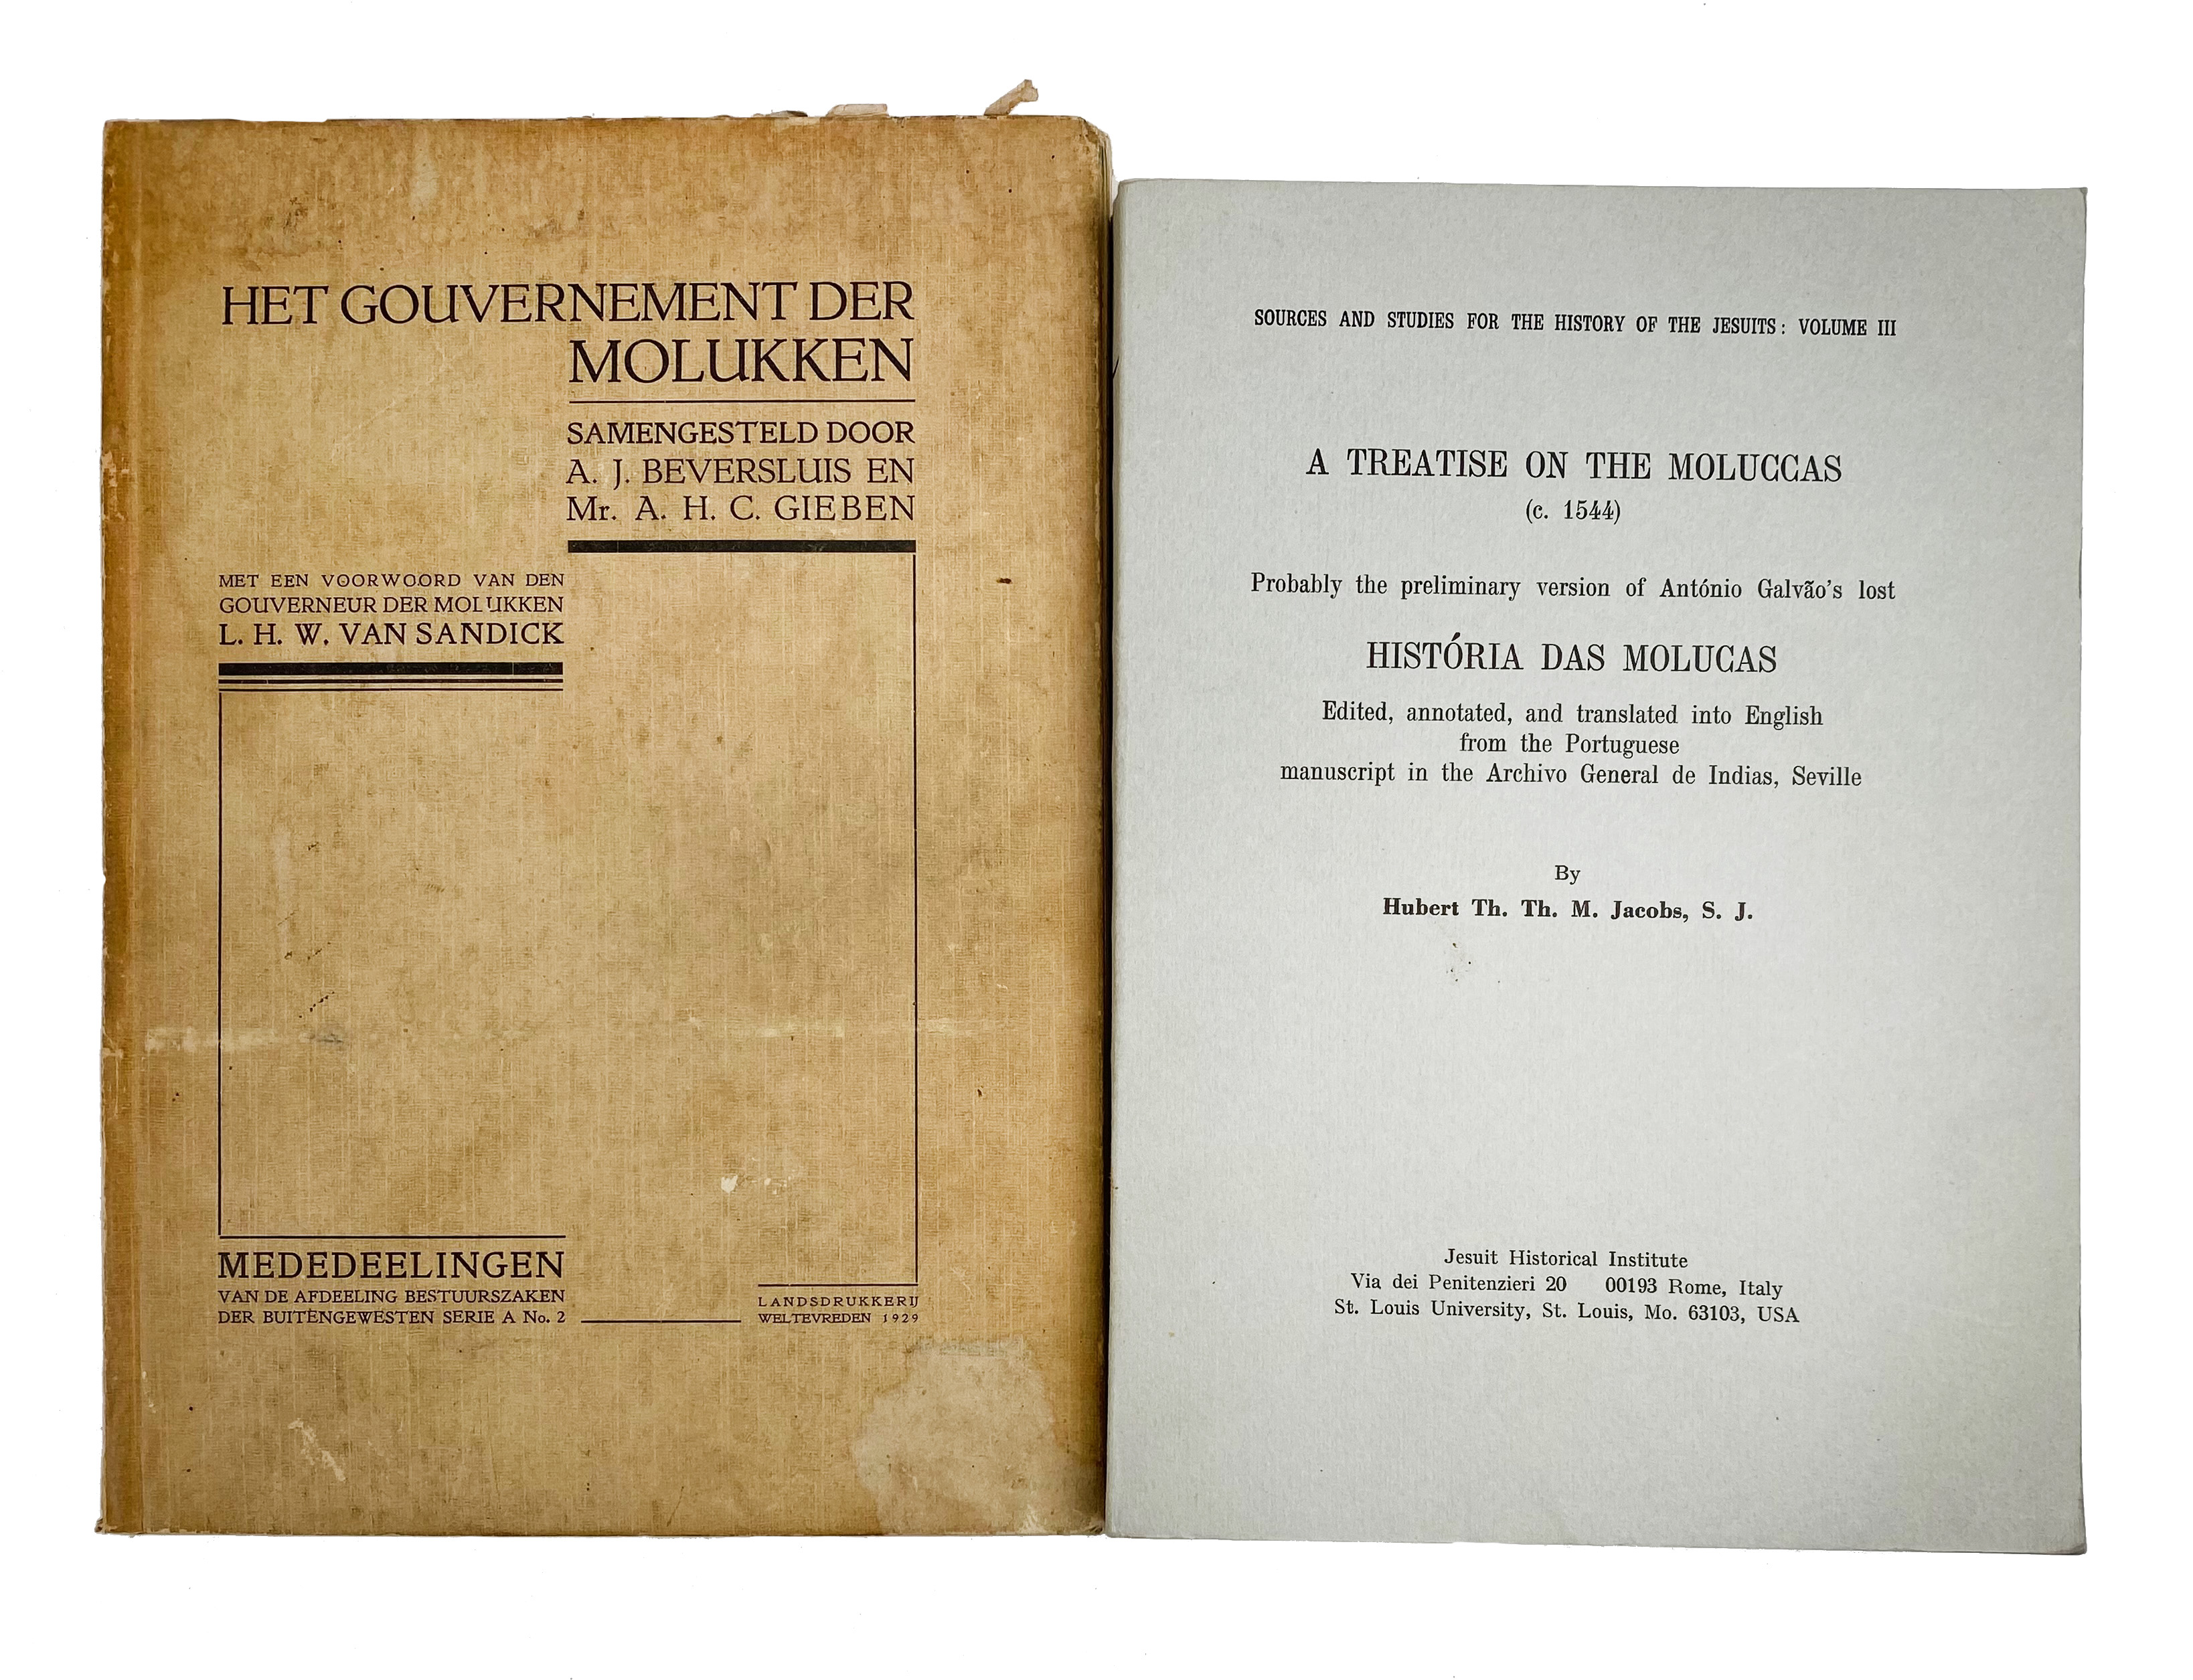 HET GOUVERNEMENT DER
MOLUKKEN
SAMENGESTELD DOOR
A. J. BEVERSLUIS EN
Mr. A. H. C. GIEBEN
MET EEN VOORWOORD VAN DEN
GOUVERNEUR DER MOLUKKEN
L. H. W. VAN SANDICK
MEDEDEELINGEN
VAN DE AFDEELING BESTUURSZAKEN
DER BUITENGEWESTEN SERIE A No. 2
LANDSDRUKKERIJ
WELTEVREDEN 1929
SOURCES AND STUDIES FOR THE HISTORY OF THE JESUITS: VOLUME III
A TREATISE ON THE MOLUCCAS
(c. 1544)
Probably the preliminary version of António Galvão's lost
HISTÓRIA DAS MOLUCAS
Edited, annotated, and translated into English
from the Portuguese
manuscript in the Archivo General de Indias, Seville
By
Hubert Th. Th. M. Jacobs, S. J.
Jesuit Historical Institute
Via dei Penitenzieri 20 00193 Rome, Italy
St. Louis University, St. Louis, Mo. 63103, USA